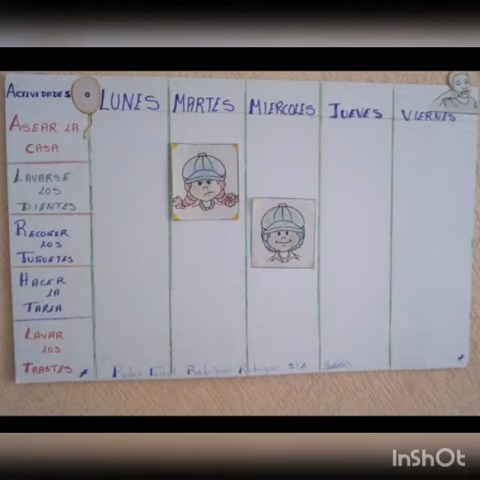 ACTIVIDADES
LUNES
MARTES
MIERCOLES
JUEVES
VIERNES
ASEAR LA
CASA
LAVARSE
LOS
DIENTES
RECOGER
LOS
JUGUETES
HACER
LA
TAREA
LAVAR
LOS
TRASTES
InShOt